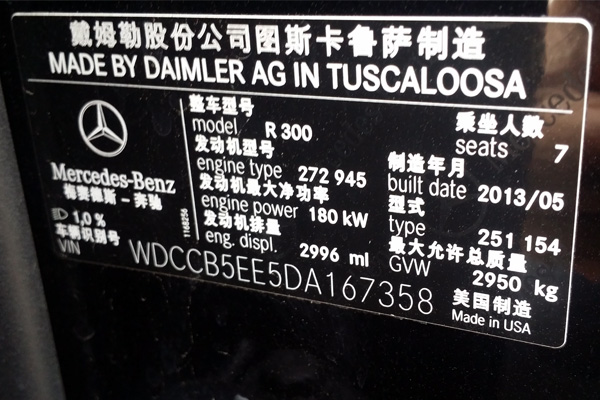 戴姆勒股份公司图斯卡鲁萨制造
MADE BY DAIMLER AG IN TUSCALOOSA
Mercedes-Benz
梅赛德斯-奔驰
1,0 %
车辆识别号
VIN
1168256
整车型号
model R 300
发动机型号
engine type 272 945
发动机最大净功率
engine power 180 kW
发动机排量
eng. displ. 2996 ml
乘坐人数
seats 7
制造年月
built date 2013/05
型式
type 251 154
最大允许总质量
GVW 2950 kg
WDCCB5EE5DA167358
美国制造
Made in USA